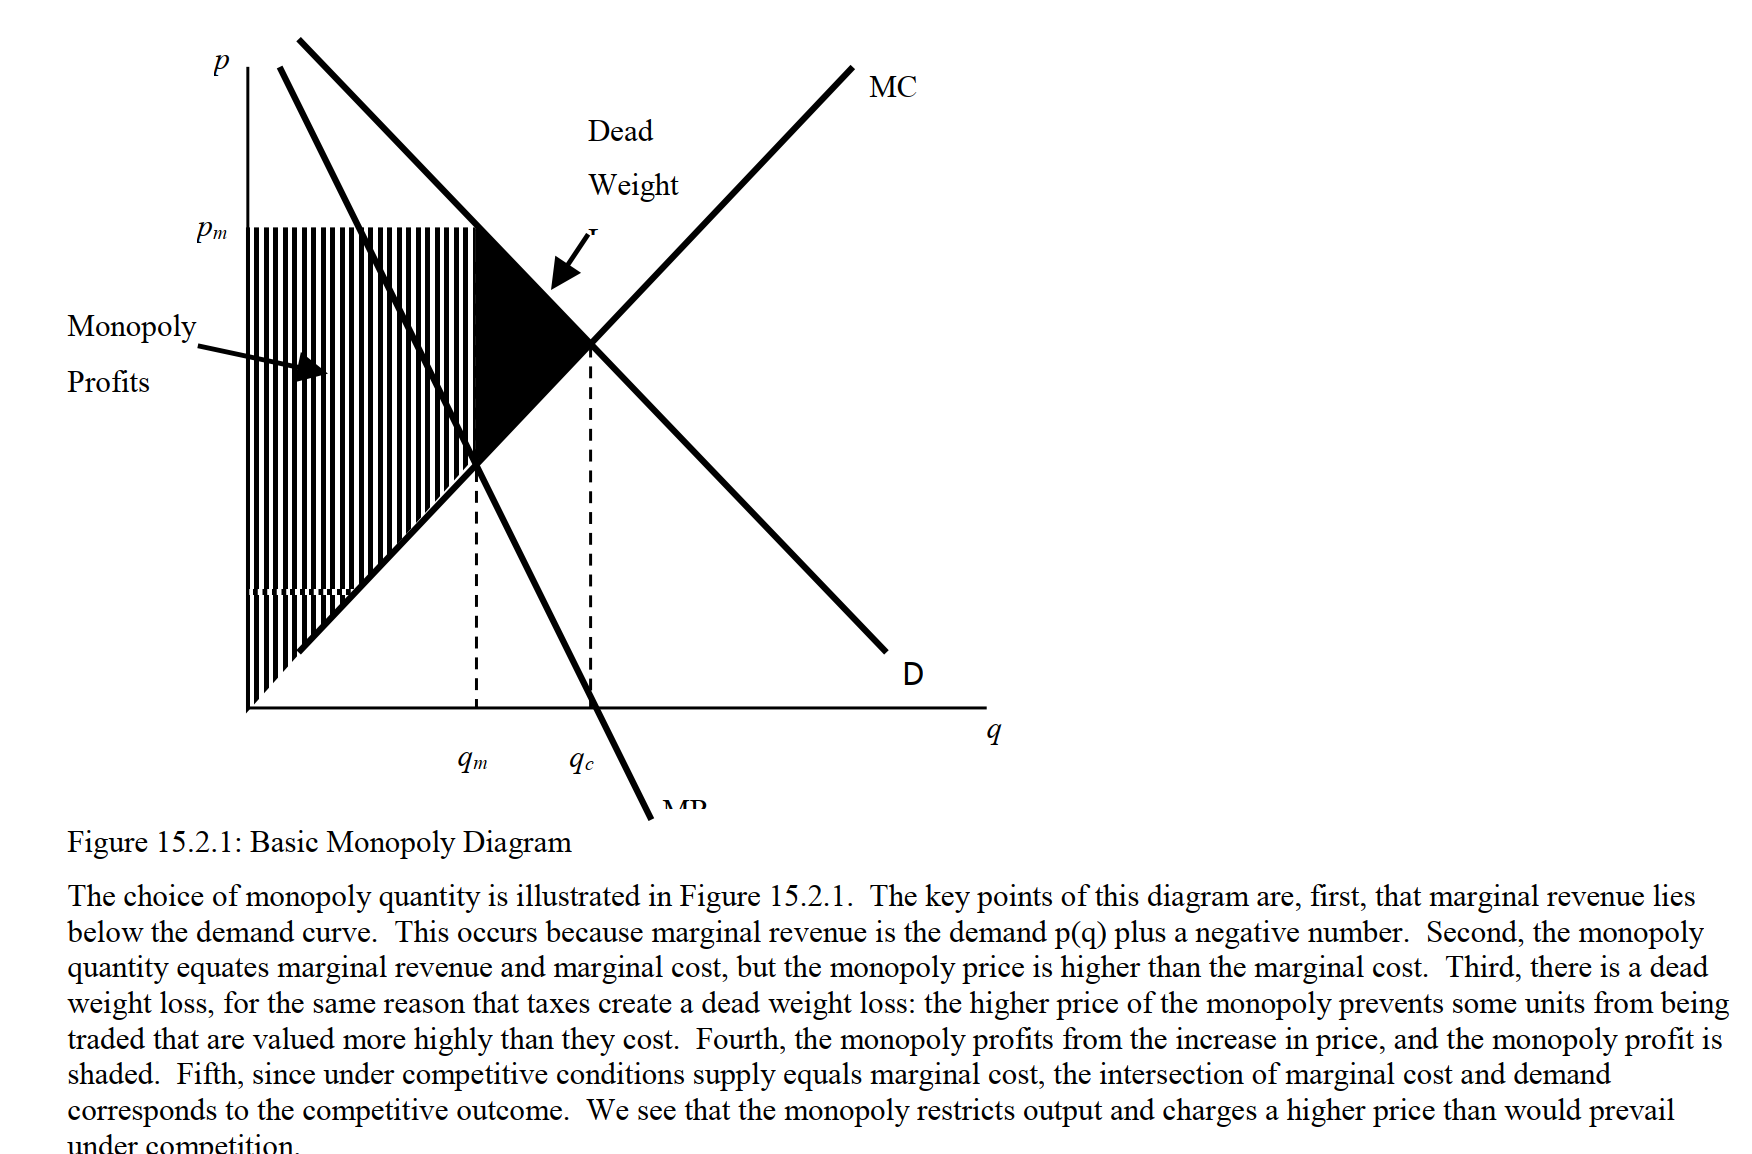 p
MC
Dead
Weight
pm
Monopoly
Profits
D
q
qm
qc
Figure 15.2.1: Basic Monopoly Diagram
The choice of monopoly quantity is illustrated in Figure 15.2.1.  The key points of this diagram are, first, that marginal revenue lies
below the demand curve.  This occurs because marginal revenue is the demand p(q) plus a negative number.  Second, the monopoly
quantity equates marginal revenue and marginal cost, but the monopoly price is higher than the marginal cost.  Third, there is a dead
weight loss, for the same reason that taxes create a dead weight loss: the higher price of the monopoly prevents some units from being
traded that are valued more highly than they cost.  Fourth, the monopoly profits from the increase in price, and the monopoly profit is
shaded.  Fifth, since under competitive conditions supply equals marginal cost, the intersection of marginal cost and demand
corresponds to the competitive outcome.  We see that the monopoly restricts output and charges a higher price than would prevail
under competition.